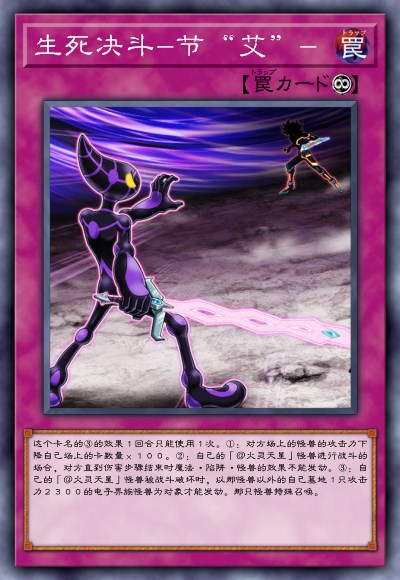 生死决斗-节“艾”-
トラップ
罠
トラップ
【罠カード】
这个卡名的③的效果1回合只能使用1次。①：对方场上的怪兽的攻击力下
降自己场上的卡数量×100。②：自己的「@火灵天星」怪兽进行战斗的
场合，对方直到伤害步骤结束时魔法·陷阱·怪兽的效果不能发动。③：自
己的「@火灵天星」怪兽被战斗破坏时，以那怪兽以外的自己墓地1只攻击
力2300的电子界族怪兽为对象才能发动。那只怪兽特殊召唤。